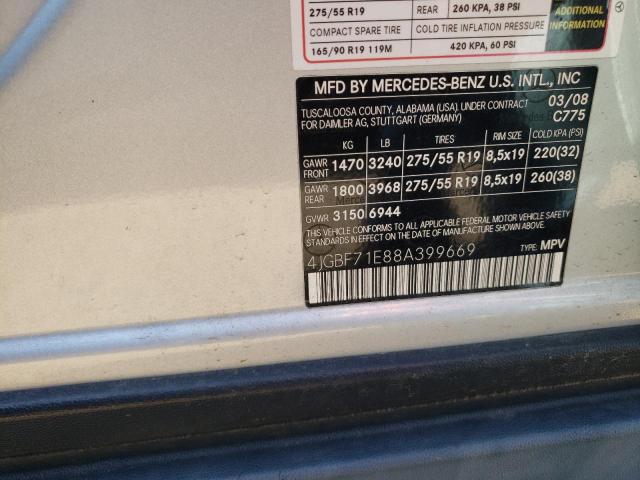 275/55 R19 REAR 260 KPA, 38 PSI
ADDITIONAL
INFORMATION
COMPACT SPARE TIRE COLD TIRE INFLATION PRESSURE
165/90 R19 119M 420 KPA, 60 PSI
MFD BY MERCEDES-BENZ U.S. INTL., INC
TUSCALOOSA COUNTY, ALABAMA (USA). UNDER CONTRACT 03/08
FOR DAIMLER AG, STUTTGART (GERMANY) C775
KG LB TIRES RIM SIZE COLD KPA (PSI)
GAWR FRONT 1470 3240 275/55 R19 8,5x19 220(32)
GAWR REAR 1800 3968 275/55 R19 8,5x19 260(38)
GVWR 3150 6944
THIS VEHICLE CONFORMS TO ALL APPLICABLE FEDERAL MOTOR VEHICLE SAFETY
STANDARDS IN EFFECT ON THE DATE OF MANUFACTURE SHOWN ABOVE.
4JGBF71E88A399669 TYPE: MPV